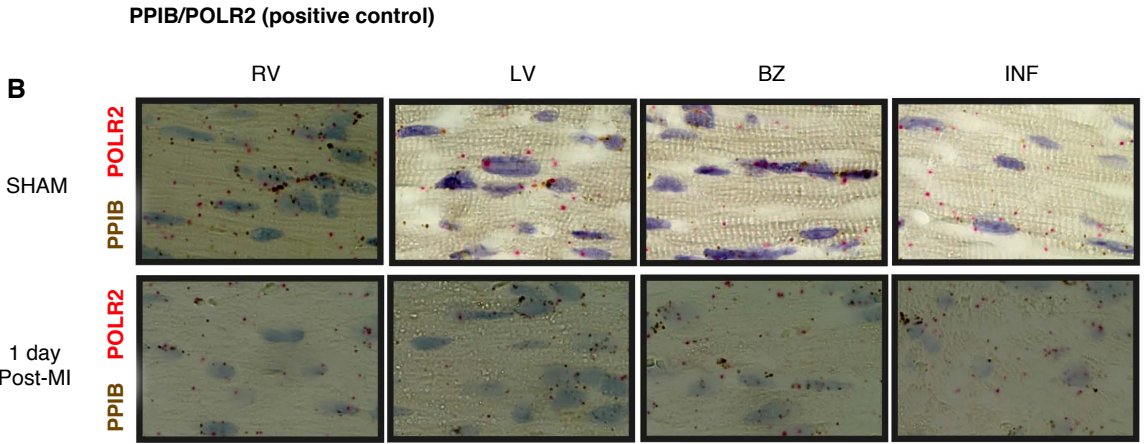 PPIB/POLR2 (positive control)
B
RV LV BZ INF
SHAM
PPIB POLR2
1 day
Post-MI
PPIB POLR2